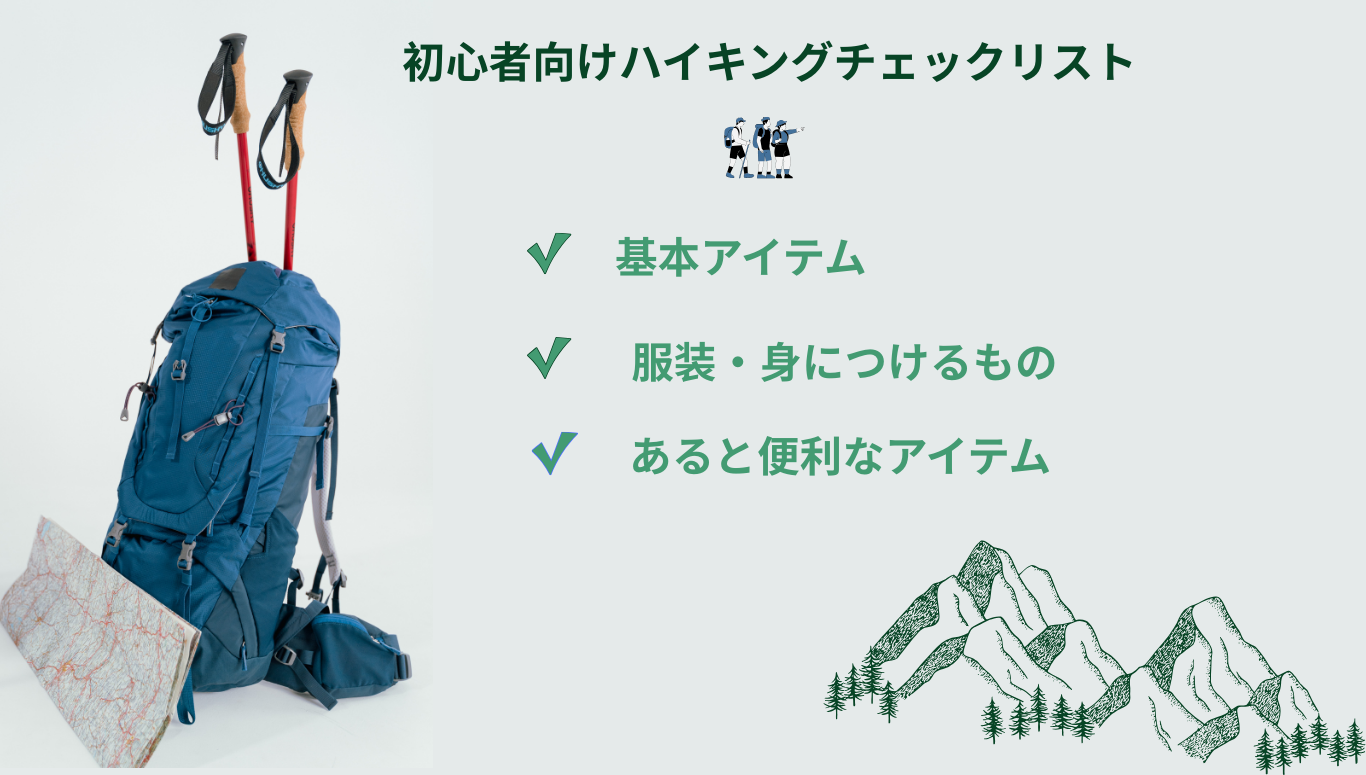 初心者向けハイキングチェックリスト
基本アイテム
服装・身につけるもの
あると便利なアイテム